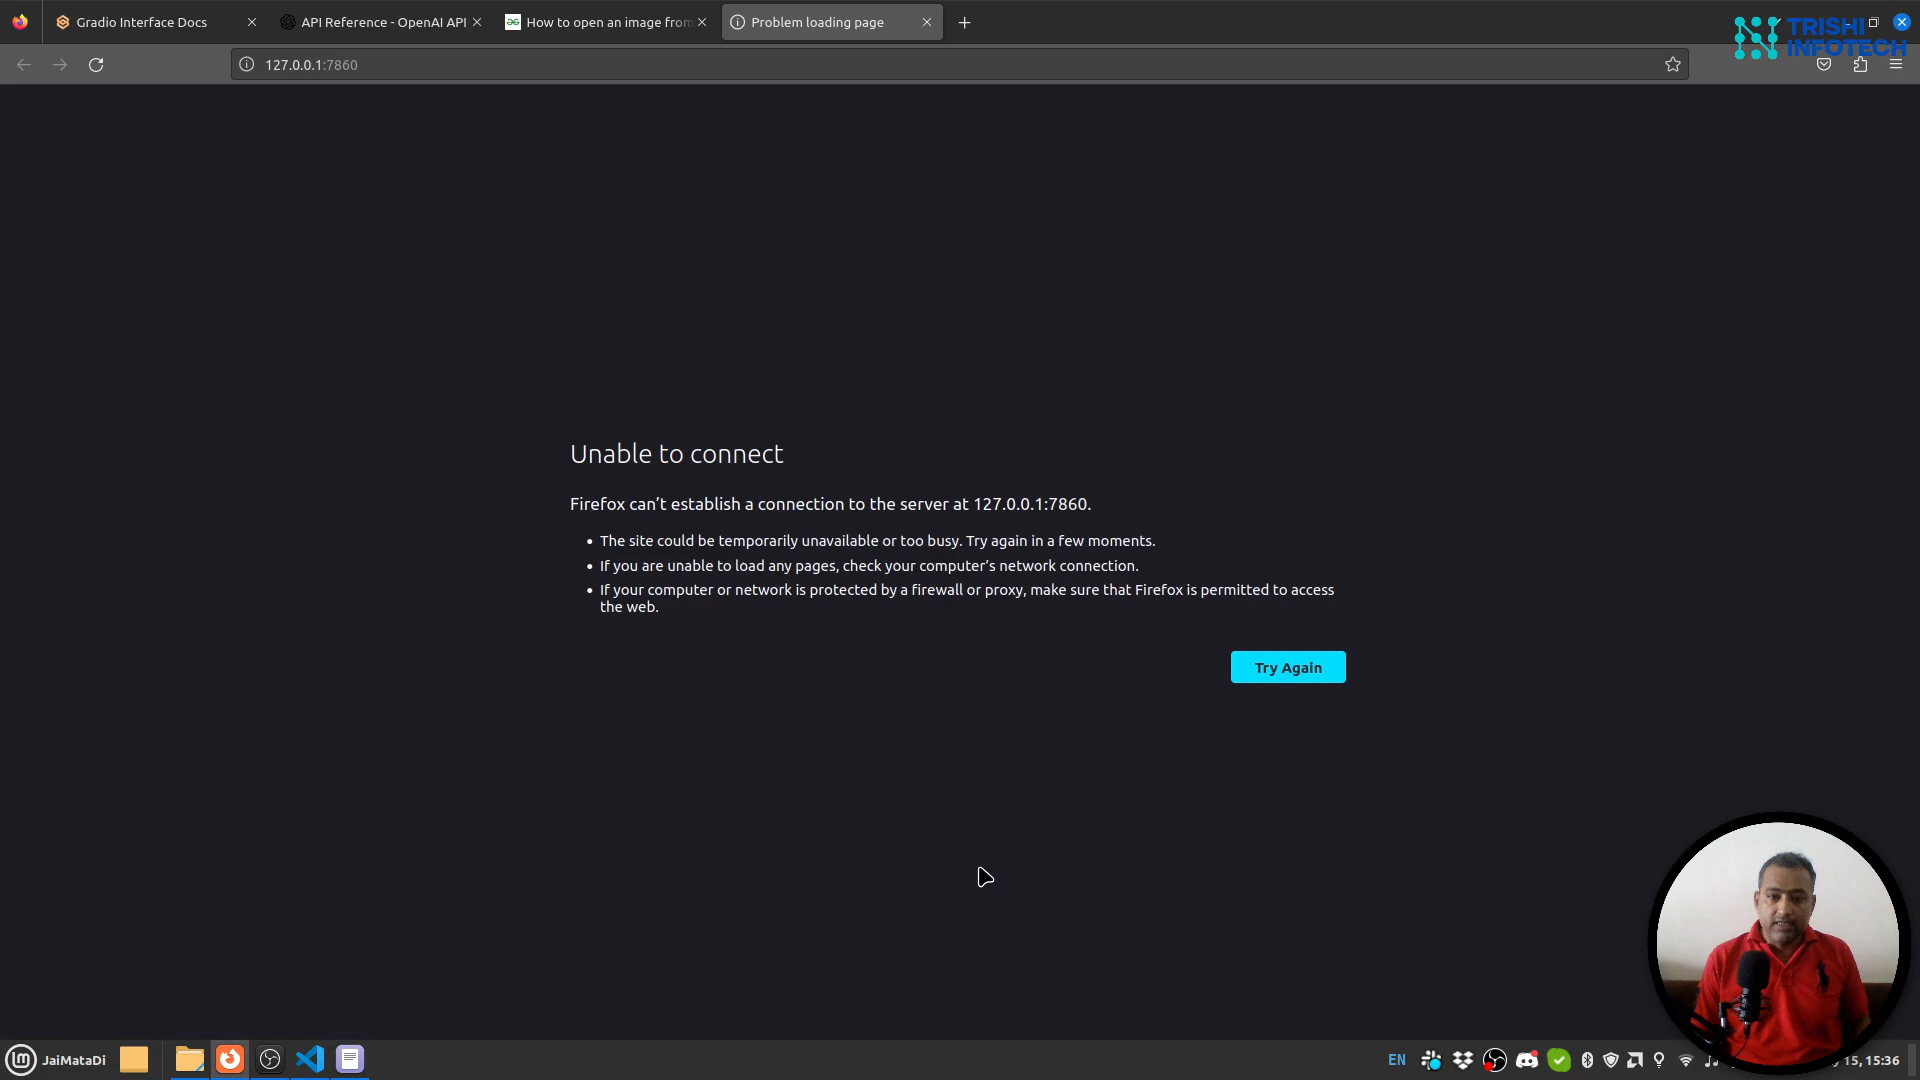 Gradio Interface Docs
API Reference - OpenAI API
How to open an image from
Problem loading page
TRISHI
INFOTECH
127.0.0.1:7860
Unable to connect
Firefox can’t establish a connection to the server at 127.0.0.1:7860.
• The site could be temporarily unavailable or too busy. Try again in a few moments.
• If you are unable to load any pages, check your computer’s network connection.
• If your computer or network is protected by a firewall or proxy, make sure that Firefox is permitted to access
the web.
Try Again
JaiMataDi
EN
15, 15:36